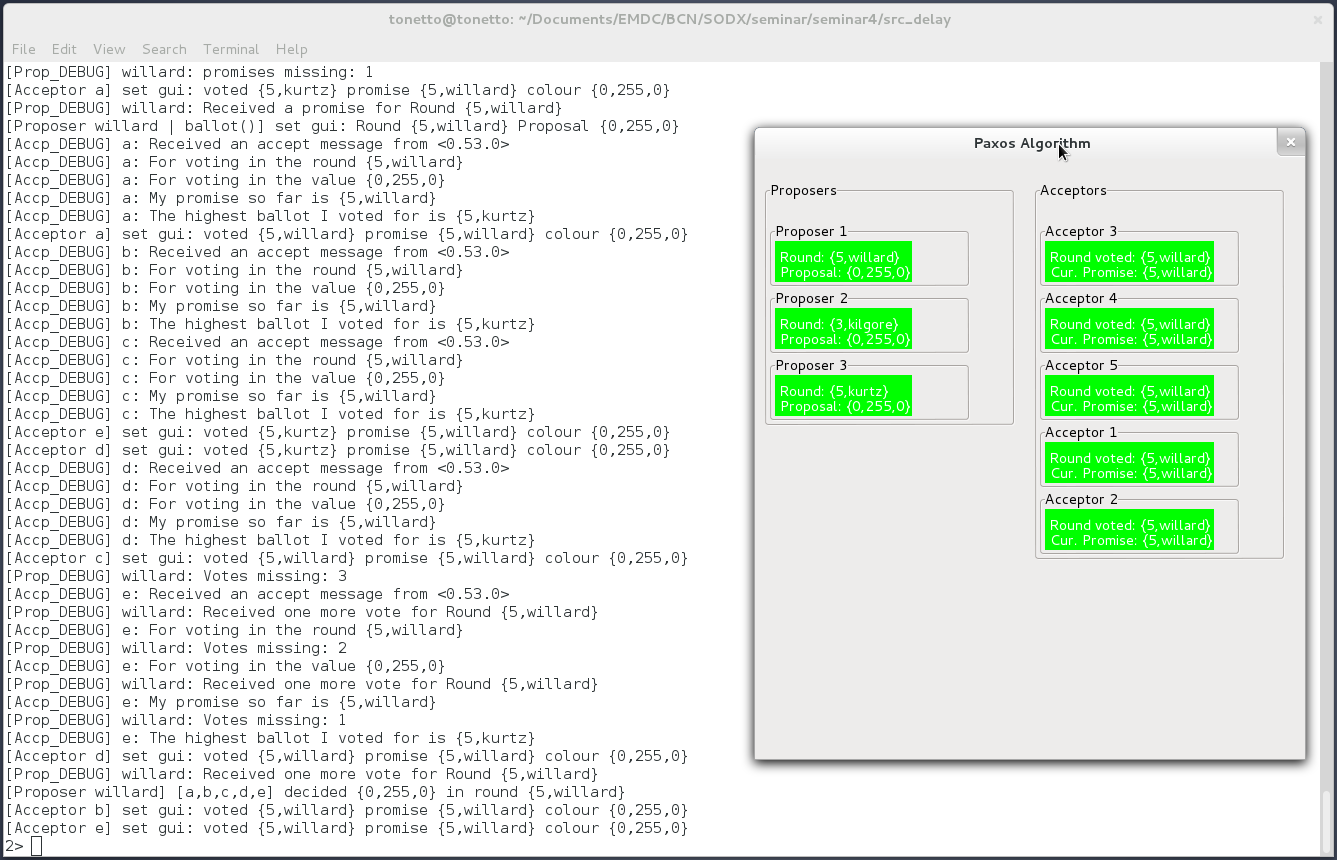 tonetto@tonetto: ~/Documents/EMDC/BCN/SODX/seminar/seminar4/src_delay
File Edit View Search Terminal Help
[Prop_DEBUG] willard: promises missing: 1
[Acceptor a] set gui: voted {5,kurtz} promise {5,willard} colour {0,255,0}
[Prop_DEBUG] willard: Received a promise for Round {5,willard}
[Proposer willard | ballot()] set gui: Round {5,willard} Proposal {0,255,0}
[Accp_DEBUG] a: Received an accept message from <0.53.0>
[Accp_DEBUG] a: For voting in the round {5,willard}
[Accp_DEBUG] a: For voting in the value {0,255,0}
[Accp_DEBUG] a: My promise so far is {5,willard}
[Accp_DEBUG] a: The highest ballot I voted for is {5,kurtz}
[Acceptor a] set gui: voted {5,willard} promise {5,willard} colour {0,255,0}
[Accp_DEBUG] b: Received an accept message from <0.53.0>
[Accp_DEBUG] b: For voting in the round {5,willard}
[Accp_DEBUG] b: For voting in the value {0,255,0}
[Accp_DEBUG] b: My promise so far is {5,willard}
[Accp_DEBUG] b: The highest ballot I voted for is {5,kurtz}
[Accp_DEBUG] c: Received an accept message from <0.53.0>
[Accp_DEBUG] c: For voting in the round {5,willard}
[Accp_DEBUG] c: For voting in the value {0,255,0}
[Accp_DEBUG] c: My promise so far is {5,willard}
[Accp_DEBUG] c: The highest ballot I voted for is {5,kurtz}
[Acceptor e] set gui: voted {5,kurtz} promise {5,willard} colour {0,255,0}
[Acceptor d] set gui: voted {5,kurtz} promise {5,willard} colour {0,255,0}
[Accp_DEBUG] d: Received an accept message from <0.53.0>
[Accp_DEBUG] d: For voting in the round {5,willard}
[Accp_DEBUG] d: For voting in the value {0,255,0}
[Accp_DEBUG] d: My promise so far is {5,willard}
[Accp_DEBUG] d: The highest ballot I voted for is {5,kurtz}
[Acceptor c] set gui: voted {5,willard} promise {5,willard} colour {0,255,0}
[Prop_DEBUG] willard: Votes missing: 3
[Accp_DEBUG] e: Received an accept message from <0.53.0>
[Prop_DEBUG] willard: Received one more vote for Round {5,willard}
[Accp_DEBUG] e: For voting in the round {5,willard}
[Prop_DEBUG] willard: Votes missing: 2
[Accp_DEBUG] e: For voting in the value {0,255,0}
[Prop_DEBUG] willard: Received one more vote for Round {5,willard}
[Accp_DEBUG] e: My promise so far is {5,willard}
[Prop_DEBUG] willard: Votes missing: 1
[Accp_DEBUG] e: The highest ballot I voted for is {5,kurtz}
[Acceptor d] set gui: voted {5,willard} promise {5,willard} colour {0,255,0}
[Prop_DEBUG] willard: Received one more vote for Round {5,willard}
[Proposer willard] [a,b,c,d,e] decided {0,255,0} in round {5,willard}
[Acceptor b] set gui: voted {5,willard} promise {5,willard} colour {0,255,0}
[Acceptor e] set gui: voted {5,willard} promise {5,willard} colour {0,255,0}
2>
Paxos Algorithm
Proposers
Proposer 1
Round: {5,willard}
Proposal: {0,255,0}
Proposer 2
Round: {3,kilgore}
Proposal: {0,255,0}
Proposer 3
Round: {5,kurtz}
Proposal: {0,255,0}
Acceptors
Acceptor 3
Round voted: {5,willard}
Cur. Promise: {5,willard}
Acceptor 4
Round voted: {5,willard}
Cur. Promise: {5,willard}
Acceptor 5
Round voted: {5,willard}
Cur. Promise: {5,willard}
Acceptor 1
Round voted: {5,willard}
Cur. Promise: {5,willard}
Acceptor 2
Round voted: {5,willard}
Cur. Promise: {5,willard}